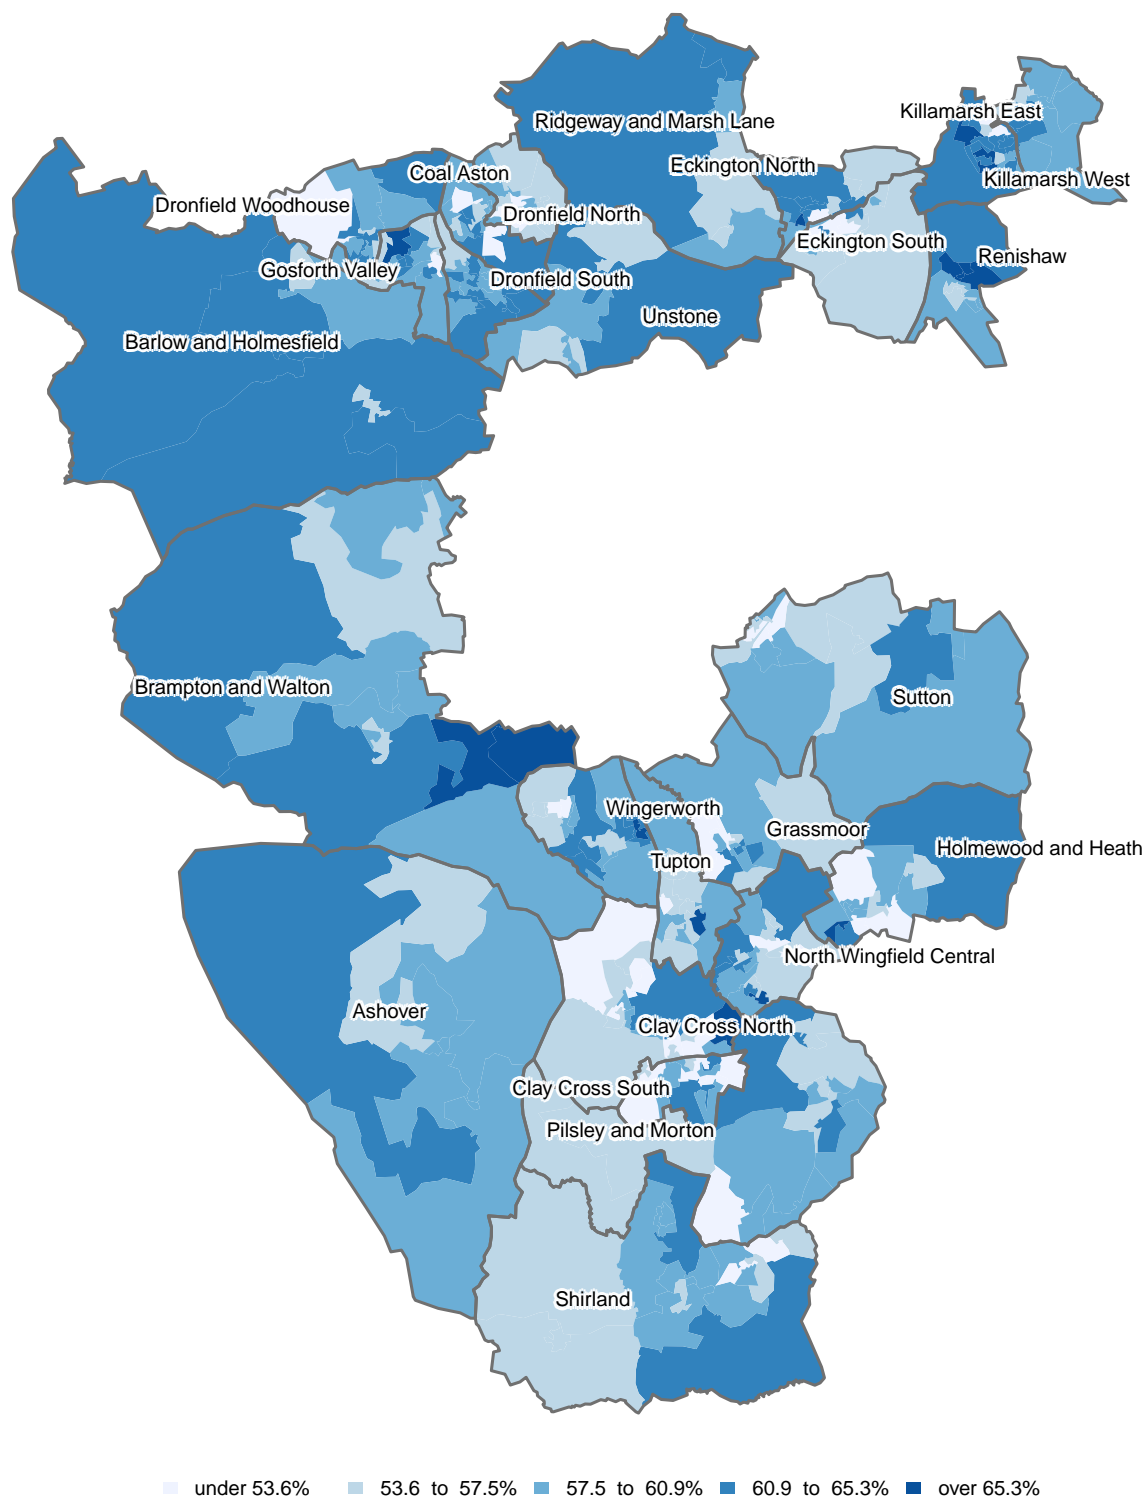 Killamarsh East
Ridgeway and Marsh Lane
Eckington North
Coal Aston
Killamarsh West
Dronfield Woodhouse
Dronfield North
Eckington South
Renishaw
Gosforth Valley
Dronfield South
Unstone
Barlow and Holmesfield
Brampton and Walton
Sutton
Wingerworth
Grassmoor
Holmewood and Heath
Tupton
North Wingfield Central
Ashover
Clay Cross North
Clay Cross South
Pilsley and Morton
Shirland
under 53.6% 53.6 to 57.5% 57.5 to 60.9% 60.9 to 65.3% over 65.3%